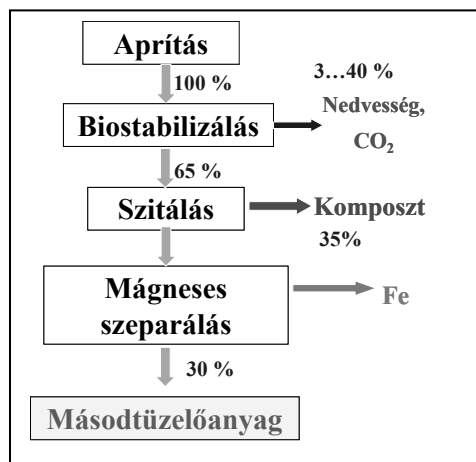 Aprítás
100 %
3...40 %
Nedvesség,
CO₂
Biostabilizálás
65 %
Szitálás
Komposzt
35%
Mágneses
szeparálás
Fe
30 %
Másodtüzelőanyag